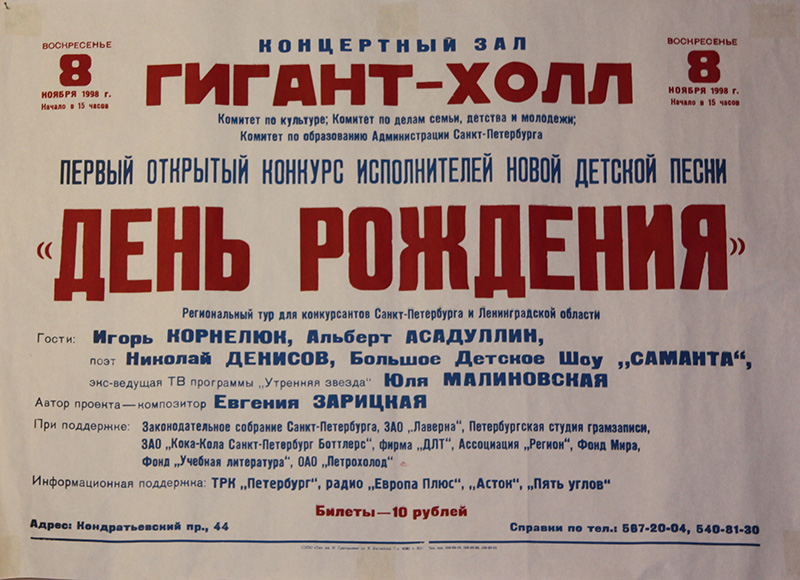 ВОСКРЕСЕНЬЕ
8
НОЯБРЯ 1998 г.
Начало в 15 часов
КОНЦЕРТНЫЙ ЗАЛ
ГИГАНТ-ХОЛЛ
ВОСКРЕСЕНЬЕ
8
НОЯБРЯ 1998 г.
Начало в 15 часов
Комитет по культуре; Комитет по делам семьи, детства и молодежи;
Комитет по образованию Администрации Санкт-Петербурга
ПЕРВЫЙ ОТКРЫТЫЙ КОНКУРС ИСПОЛНИТЕЛЕЙ НОВОЙ ДЕТСКОЙ ПЕСНИ
«ДЕНЬ РОЖДЕНИЯ»
Региональный тур для конкурсантов Санкт-Петербурга и Ленинградской области
Гости: Игорь КОРНЕЛЮК, Альберт АСАДУЛЛИН,
поэт Николай ДЕНИСОВ, Большое Детское Шоу „САМАНТА“,
экс-ведущая ТВ программы „Утренняя звезда“ Юля МАЛИНОВСКАЯ
Автор проекта—композитор Евгения ЗАРИЦКАЯ
При поддержке: Законодательное собрание Санкт-Петербурга, ЗАО „Лаверна“, Петербургская студия грамзаписи,
ЗАО „Кока-Кола Санкт-Петербург Боттлерс“, фирма „ДЛТ“, Ассоциация „Регион“, Фонд Мира,
Фонд „Учебная литература“, ОАО „Петрохолод“
Информационная поддержка: ТРК „Петербург“, радио „Европа Плюс“, „Асток“, „Пять углов“
Билеты—10 рублей
Адрес: Кондратьевский пр., 44
Справки по тел.: 567-20-04, 540-81-30